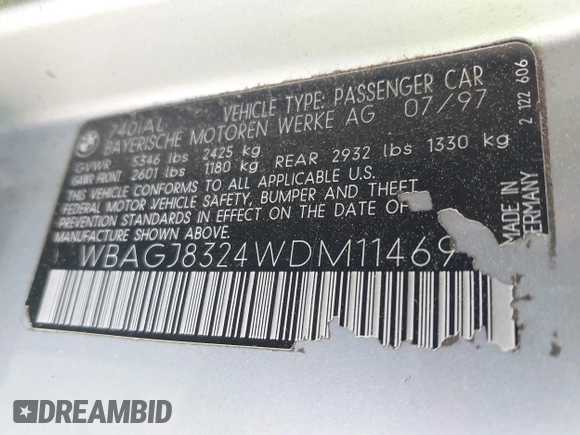 BMW
740IAL VEHICLE TYPE: PASSENGER CAR
BAYERISCHE MOTOREN WERKE AG 07/97
GVWR 5346 lbs 2425 kg
GAWR FRONT 2601 lbs 1180 kg REAR 2932 lbs 1330 kg
THIS VEHICLE CONFORMS TO ALL APPLICABLE U.S.
FEDERAL MOTOR VEHICLE SAFETY, BUMPER AND THEFT
PREVENTION STANDARDS IN EFFECT ON THE DATE OF
MANUFACTURE SHOWN ABOVE.
WBAGJ8324WDM11469
MADE IN
GERMANY
2 122 606
DREAMBID